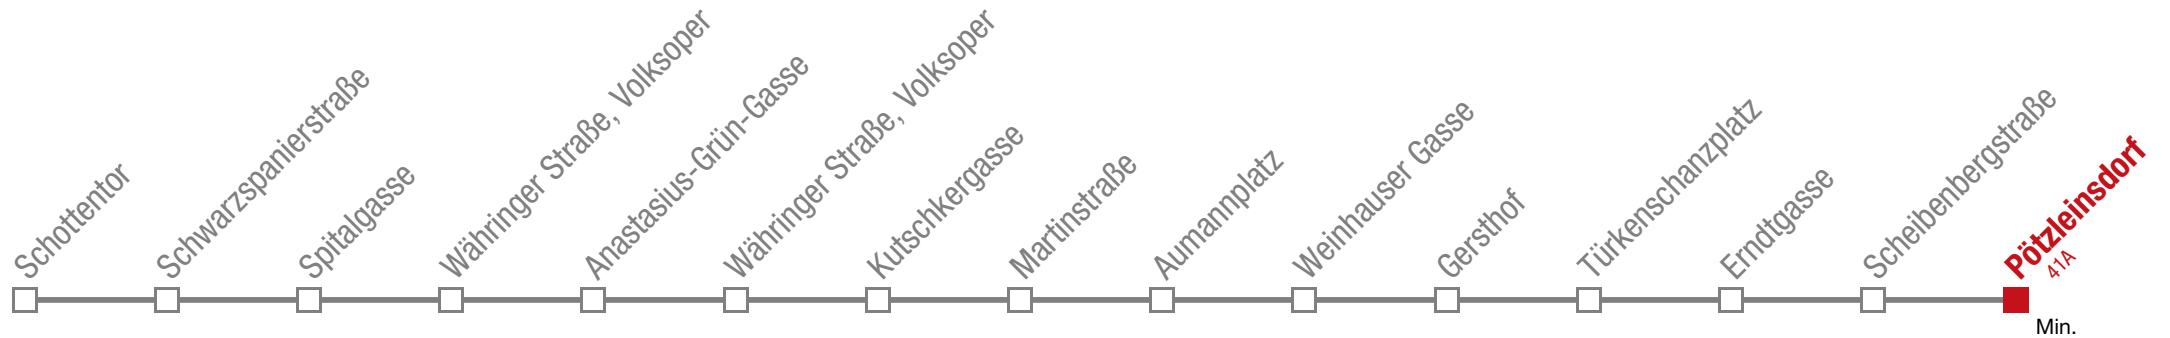 Schottentor
Schwarzspanierstraße
Spitalgasse
Währinger Straße, Volksoper
Anastasius-Grün-Gasse
Währinger Straße, Volksoper
Kutschkergasse
Martinstraße
Aumannplatz
Weinhauser Gasse
Gersthof
Türkenschanzplatz
Erndtgasse
Scheibenbergstraße
Pötzleinsdorf
41A
Min.